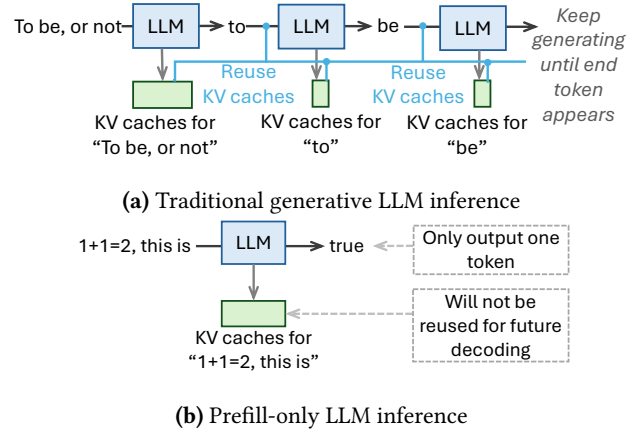 To be, or not
LLM
to
LLM
be
LLM
Keep
generating
until end
token
appears
Reuse
KV caches
Reuse
KV caches
KV caches for
“To be, or not”
KV caches for
“to”
KV caches for
“be”
(a) Traditional generative LLM inference
1+1=2, this is
LLM
true
Only output one
token
KV caches for
“1+1=2, this is”
Will not be
reused for future
decoding
(b) Prefill-only LLM inference